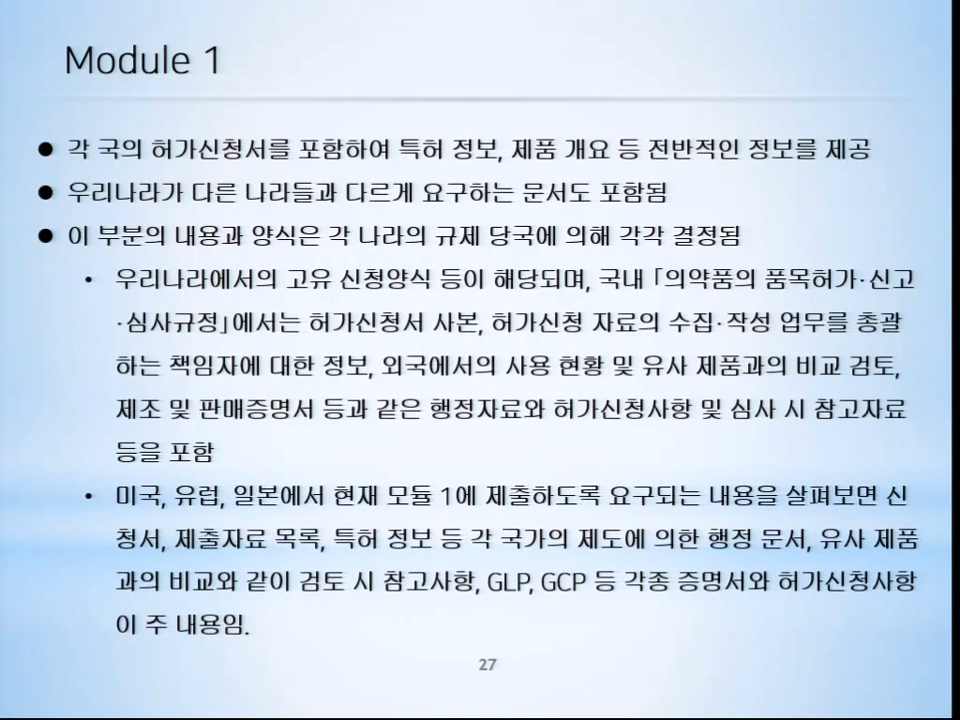 Module 1
● 각 국의 허가신청서를 포함하여 특허 정보, 제품 개요 등 전반적인 정보를 제공
● 우리나라가 다른 나라들과 다르게 요구하는 문서도 포함됨
● 이 부분의 내용과 양식은 각 나라의 규제 당국에 의해 각각 결정됨
• 우리나라에서의 고유 신청양식 등이 해당되며, 국내 「의약품의 품목허가·신고
·심사규정」에서는 허가신청서 사본, 허가신청 자료의 수집·작성 업무를 총괄
하는 책임자에 대한 정보, 외국에서의 사용 현황 및 유사 제품과의 비교 검토,
제조 및 판매증명서 등과 같은 행정자료와 허가신청사항 및 심사 시 참고자료
등을 포함
• 미국, 유럽, 일본에서 현재 모듈 1에 제출하도록 요구되는 내용을 살펴보면 신
청서, 제출자료 목록, 특허 정보 등 각 국가의 제도에 의한 행정 문서, 유사 제품
과의 비교와 같이 검토 시 참고사항, GLP, GCP 등 각종 증명서와 허가신청사항
이 주 내용임.
27